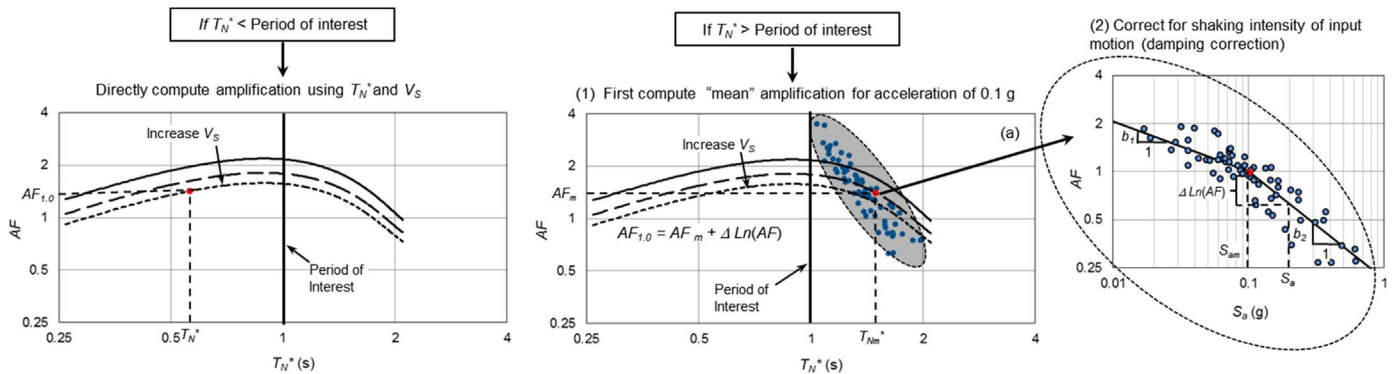 If T_N* < Period of interest
Directly compute amplification using T_N* and V_S
4
2
1
0.5
0.25
AF
AF_1.0
Increase V_S
Period of
Interest
0.25
0.5
T_N*
1
2
4
T_N* (s)
If T_N* > Period of interest
(1) First compute “mean” amplification for acceleration of 0.1 g
4
2
1
0.5
0.25
AF
AF_m
Increase V_S
(a)
AF_1.0 = AF_m + Δ Ln(AF)
Period of
Interest
0.25
0.5
1
T_Nm*
2
4
T_N* (s)
(2) Correct for shaking intensity of input
motion (damping correction)
4
2
1
0.5
0.25
AF
b_1
1
Δ Ln(AF)
b_2
1
S_am
S_a
0.01
0.1
1
S_a (g)